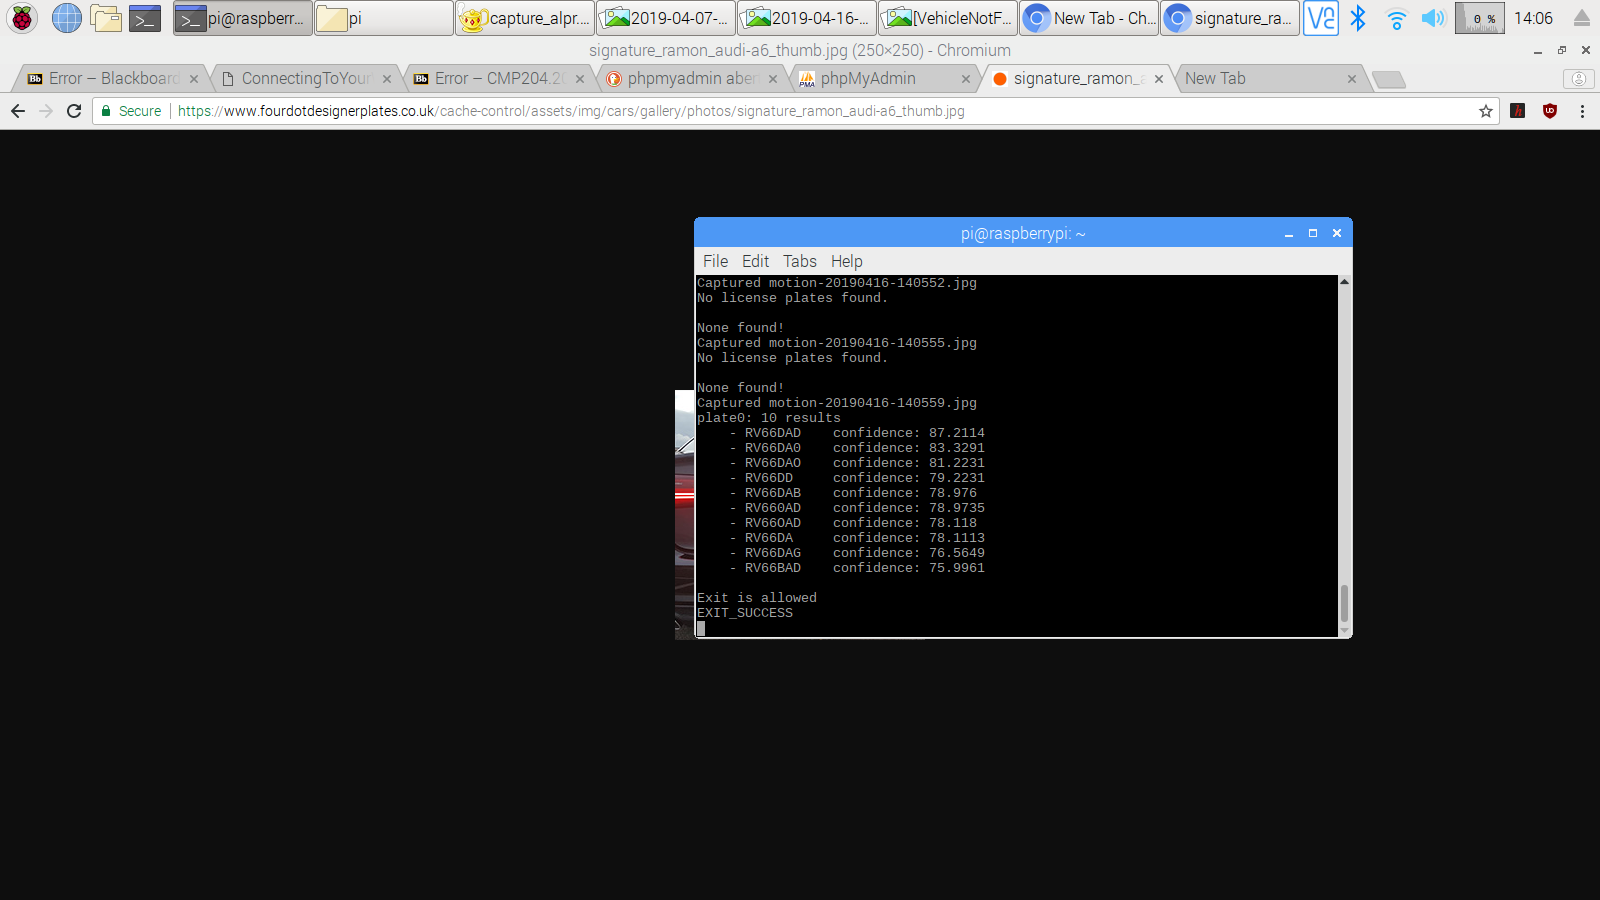 pi@raspberr...
pi
capture_alpr....
2019-04-07-...
2019-04-16-...
[VehicleNotF...
New Tab - Ch...
signature_ra...
0 %
14:06
signature_ramon_audi-a6_thumb.jpg (250×250) - Chromium
Bb Error – Blackboard
ConnectingToYour
Bb Error – CMP204.20
phpmyadmin aber
PMA phpMyAdmin
signature_ramon_a
New Tab
Secure
https://www.fourdotdesignerplates.co.uk/cache-control/assets/img/cars/gallery/photos/signature_ramon_audi-a6_thumb.jpg
pi@raspberrypi: ~
File Edit Tabs Help
Captured motion-20190416-140552.jpg
No license plates found.
None found!
Captured motion-20190416-140555.jpg
No license plates found.
None found!
Captured motion-20190416-140559.jpg
plate0: 10 results
- RV66DAD confidence: 87.2114
- RV66DA0 confidence: 83.3291
- RV66DAO confidence: 81.2231
- RV66DD confidence: 79.2231
- RV66DAB confidence: 78.976
- RV660AD confidence: 78.9735
- RV66OAD confidence: 78.118
- RV66DA confidence: 78.1113
- RV66DAG confidence: 76.5649
- RV66BAD confidence: 75.9961
Exit is allowed
EXIT_SUCCESS